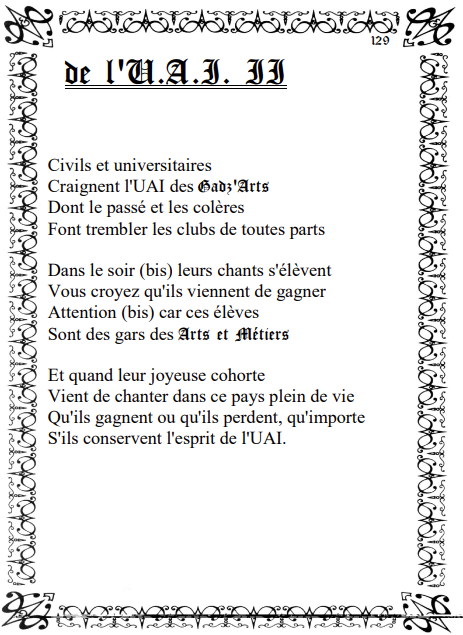 129
de l'U.A.I. II
Civils et universitaires
Craignent l'UAI des Gadz'Arts
Dont le passé et les colères
Font trembler les clubs de toutes parts
Dans le soir (bis) leurs chants s'élèvent
Vous croyez qu'ils viennent de gagner
Attention (bis) car ces élèves
Sont des gars des Arts et Métiers
Et quand leur joyeuse cohorte
Vient de chanter dans ce pays plein de vie
Qu'ils gagnent ou qu'ils perdent, qu'importe
S'ils conservent l'esprit de l'UAI.